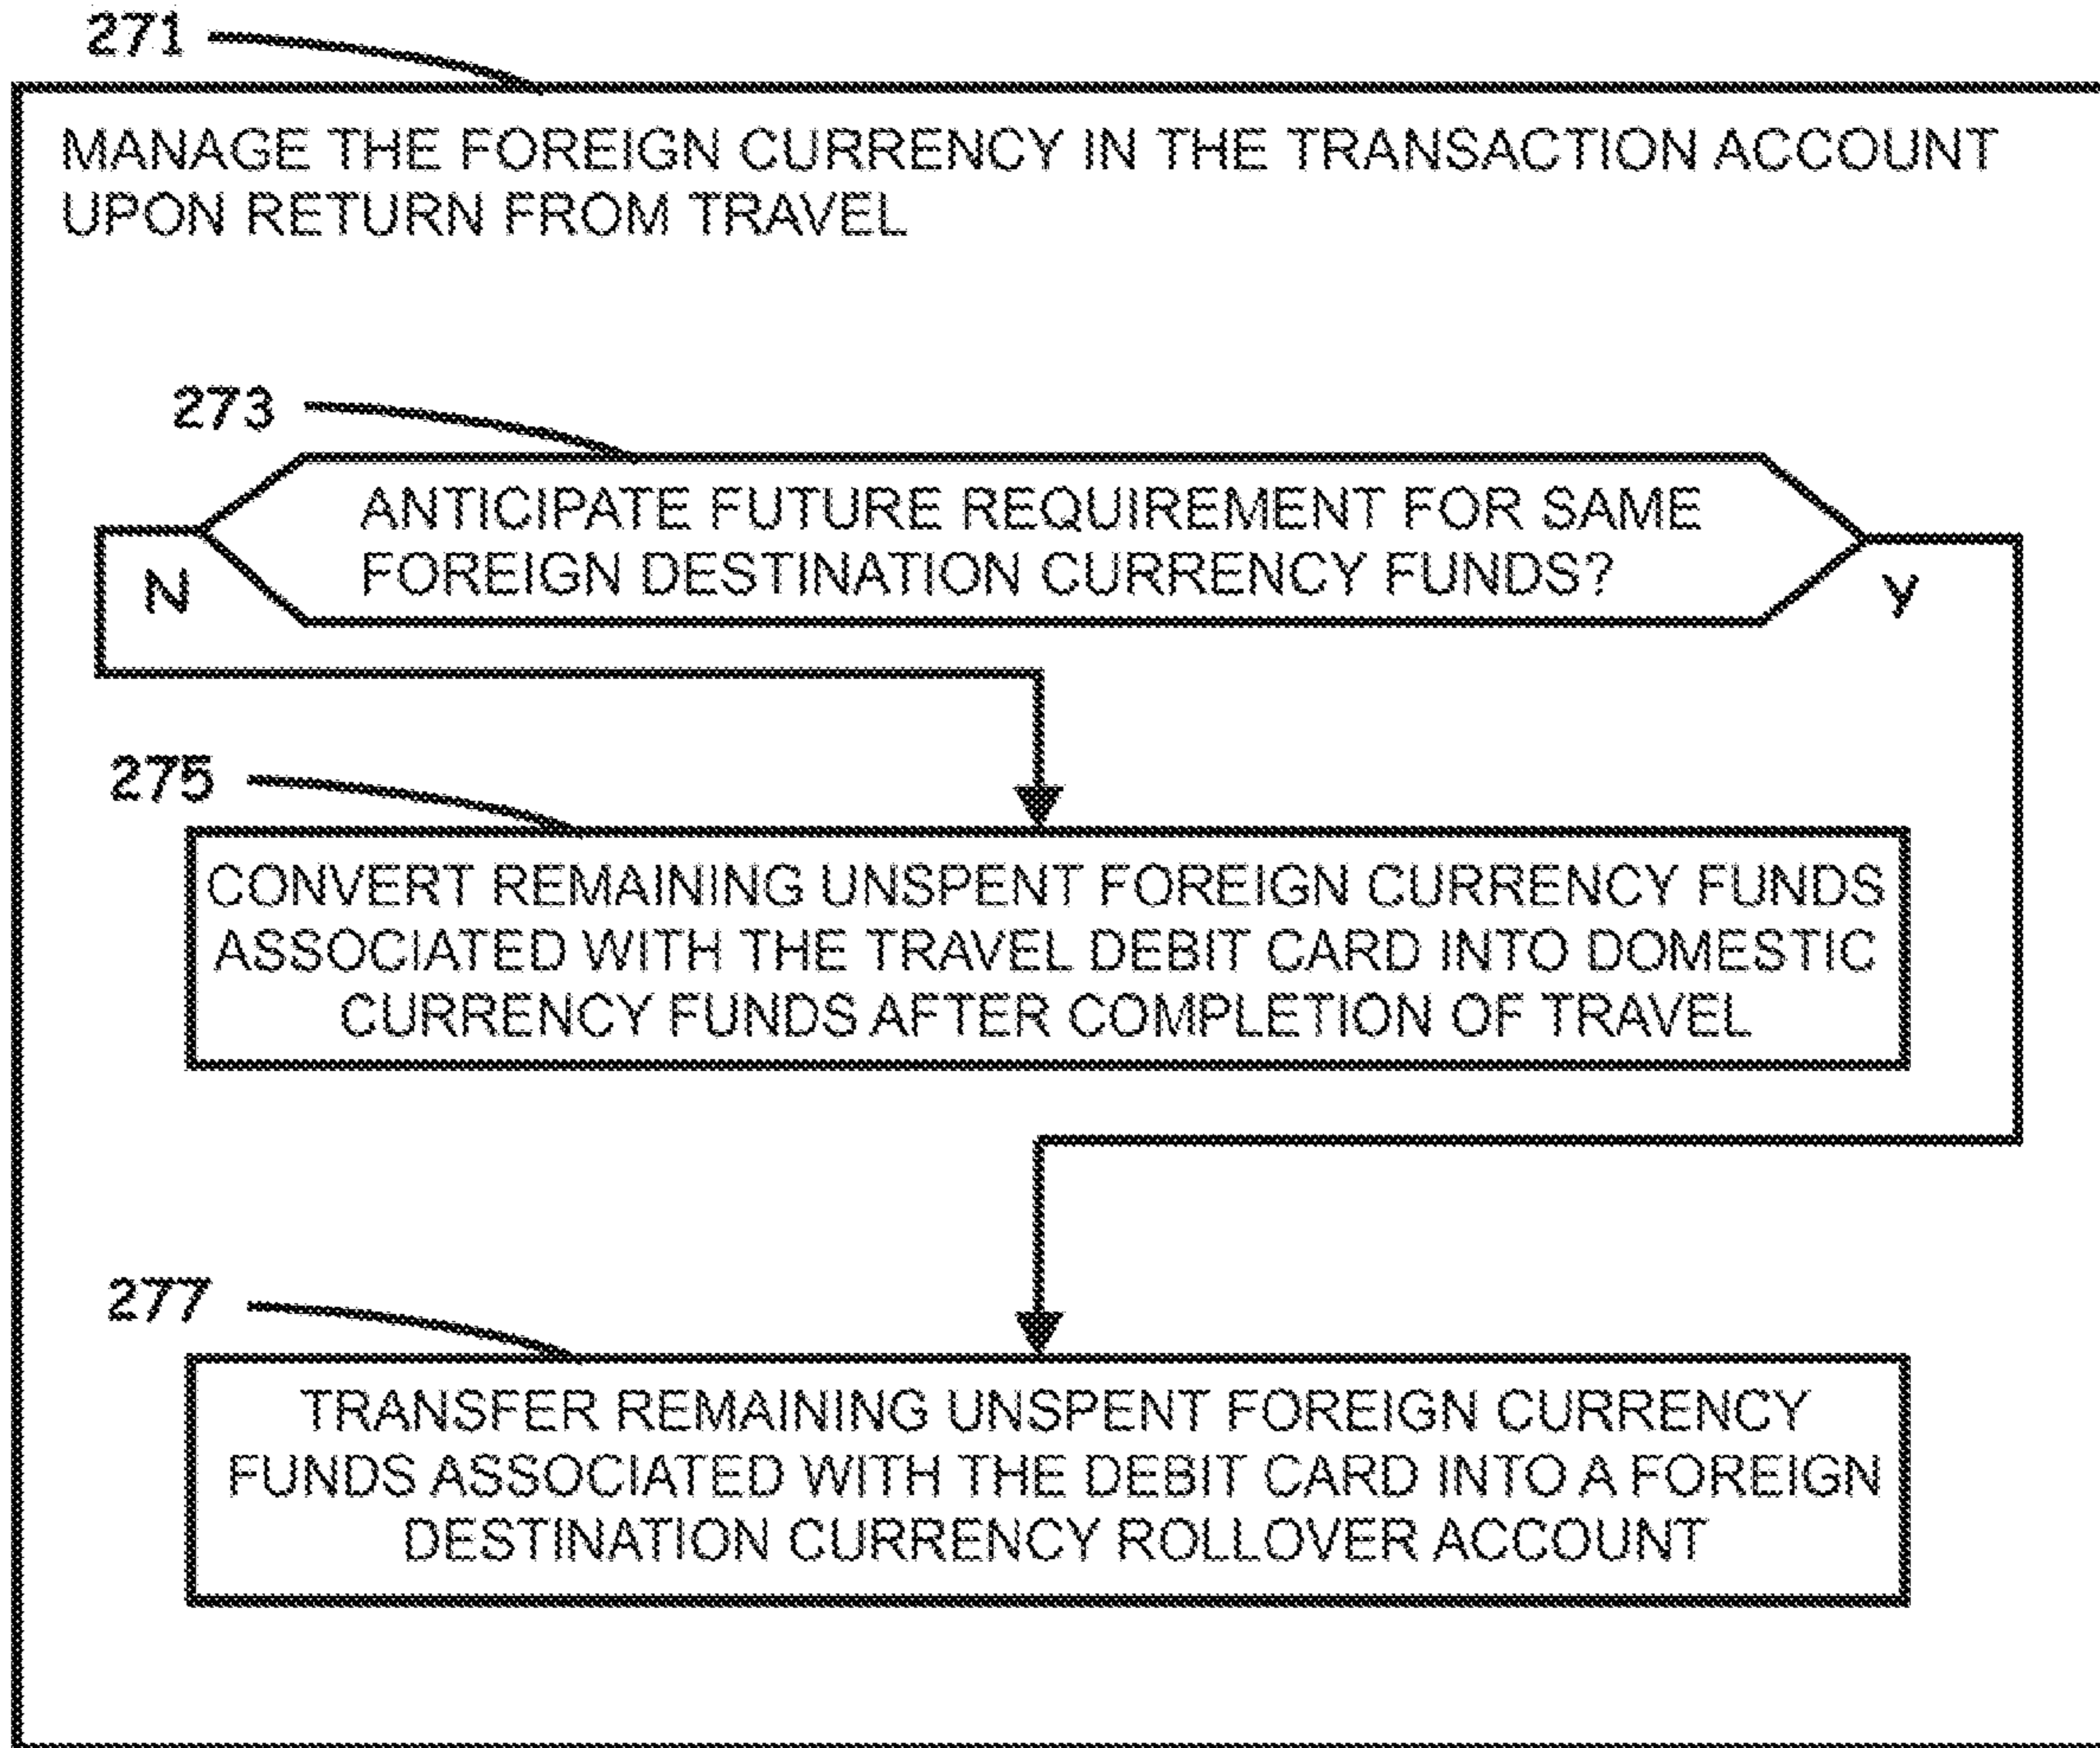 271
MANAGE THE FOREIGN CURRENCY IN THE TRANSACTION ACCOUNT
UPON RETURN FROM TRAVEL
273
ANTICIPATE FUTURE REQUIREMENT FOR SAME
FOREIGN DESTINATION CURRENCY FUNDS?
N
Y
275
CONVERT REMAINING UNSPENT FOREIGN CURRENCY FUNDS
ASSOCIATED WITH THE TRAVEL DEBIT CARD INTO DOMESTIC
CURRENCY FUNDS AFTER COMPLETION OF TRAVEL
277
TRANSFER REMAINING UNSPENT FOREIGN CURRENCY
FUNDS ASSOCIATED WITH THE DEBIT CARD INTO A FOREIGN
DESTINATION CURRENCY ROLLOVER ACCOUNT